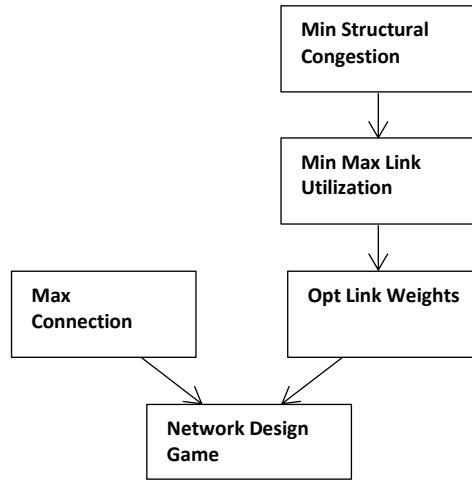 Min Structural
Congestion
Min Max Link
Utilization
Max
Connection
Opt Link Weights
Network Design
Game